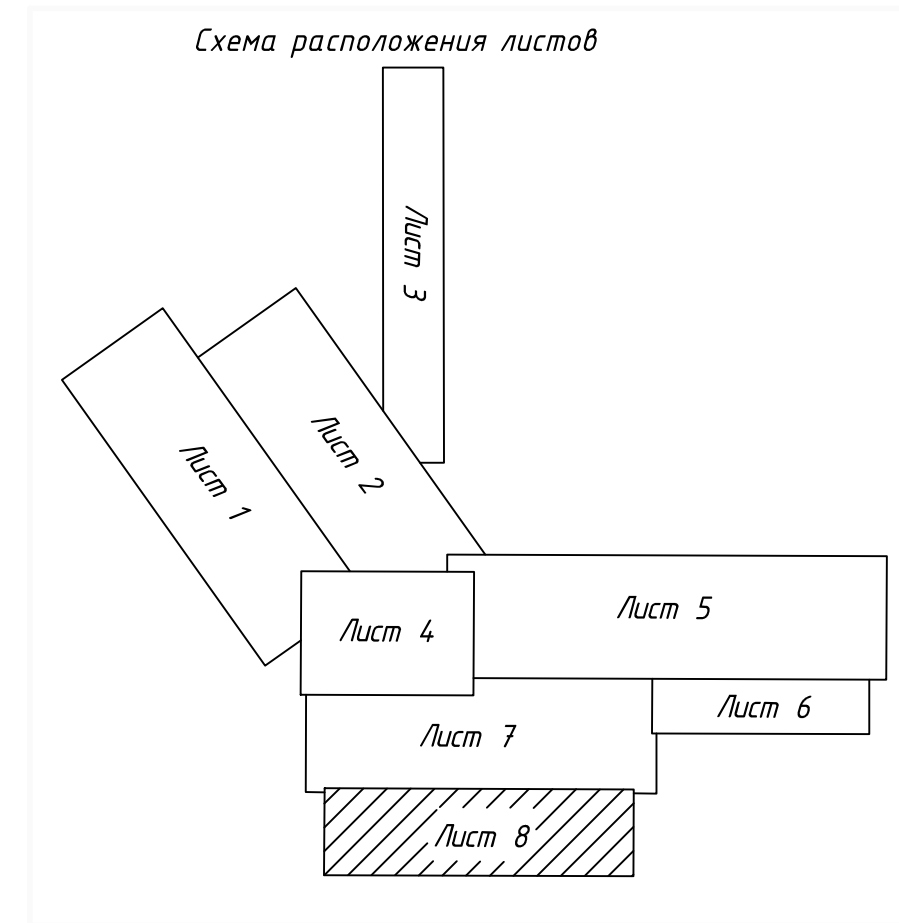 Схема расположения листов
Лист 3
Лист 2
Лист 1
Лист 5
Лист 4
Лист 6
Лист 7
Лист 8